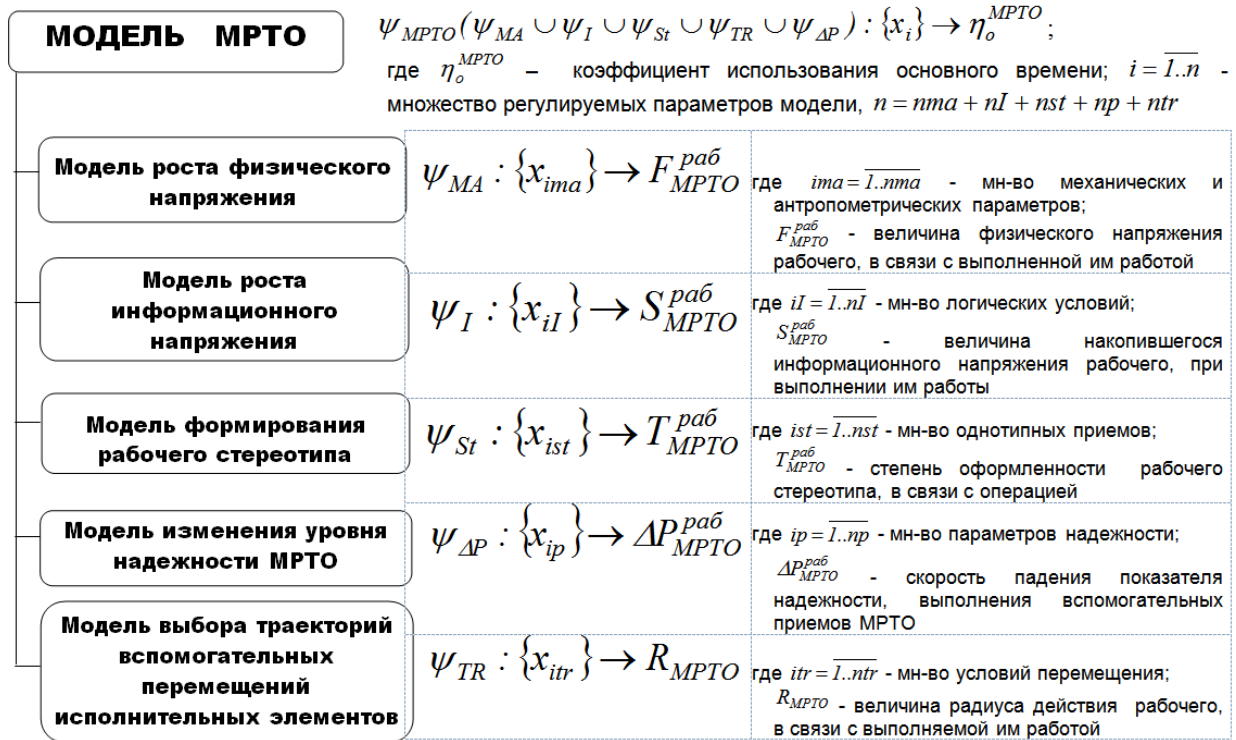 МОДЕЛЬ МРТО
ψ_МРТО(ψ_МА ∪ ψ_I ∪ ψ_St ∪ ψ_TR ∪ ψ_ΔP) : {x_i} → η_o^МРТО ;
где η_o^МРТО – коэффициент использования основного времени; i = 1..n -
множество регулируемых параметров модели, n = nma + nI + nst + np + ntr
Модель роста физического
напряжения
ψ_МА : {x_ima} → F_МРТО^раб
где ima = 1..nma - мн-во механических и
антропометрических параметров;
F_МРТО^раб - величина физического напряжения
рабочего, в связи с выполненной им работой
Модель роста
информационного
напряжения
ψ_I : {x_iI} → S_МРТО^раб
где iI = 1..nI - мн-во логических условий;
S_МРТО^раб - величина накопившегося
информационного напряжения рабочего, при
выполнении им работы
Модель формирования
рабочего стереотипа
ψ_St : {x_ist} → T_МРТО^раб
где ist = 1..nst - мн-во однотипных приемов;
T_МРТО^раб - степень оформленности рабочего
стереотипа, в связи с операцией
Модель изменения уровня
надежности МРТО
ψ_ΔP : {x_ip} → ΔP_МРТО^раб
где ip = 1..np - мн-во параметров надежности;
ΔP_МРТО^раб - скорость падения показателя
надежности, выполнения вспомогательных
приемов МРТО
Модель выбора траекторий
вспомогательных
перемещений
исполнительных элементов
ψ_TR : {x_itr} → R_МРТО
где itr = 1..ntr - мн-во условий перемещения;
R_МРТО - величина радиуса действия рабочего,
в связи с выполняемой им работой